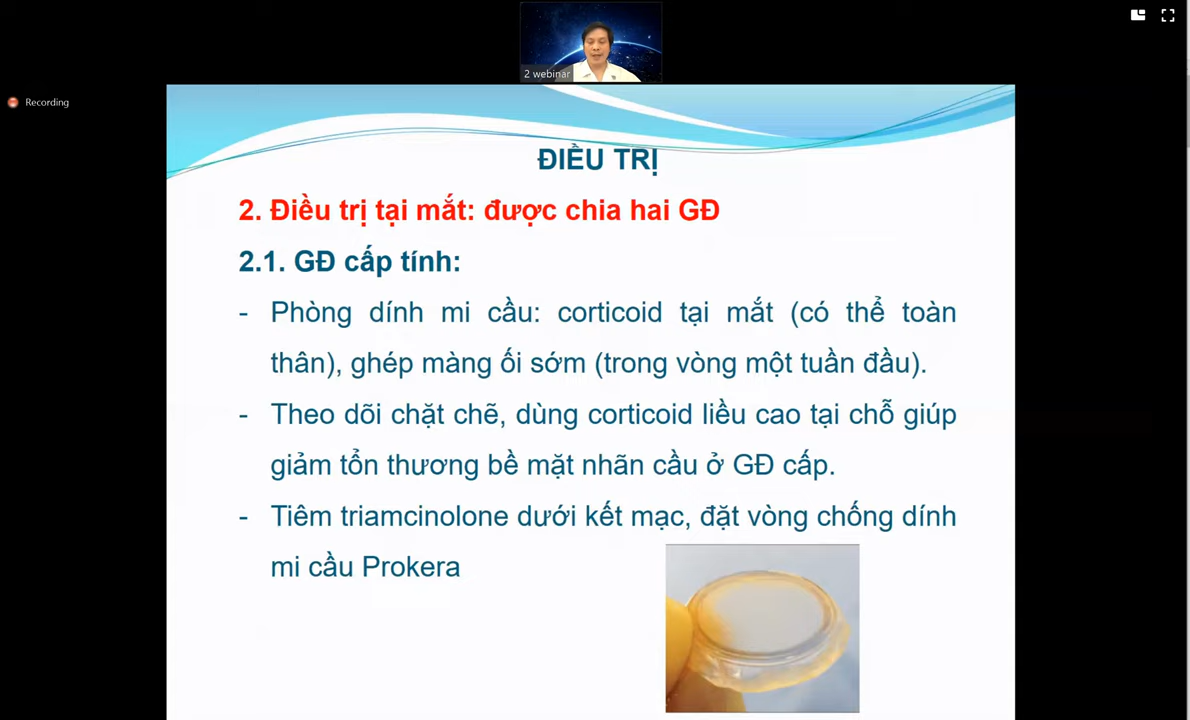 2 webinar
Recording
ĐIỀU TRỊ
2. Điều trị tại mắt: được chia hai GĐ
2.1. GĐ cấp tính:
- Phòng dính mi cầu: corticoid tại mắt (có thể toàn
thân), ghép màng ối sớm (trong vòng một tuần đầu).
- Theo dõi chặt chẽ, dùng corticoid liều cao tại chỗ giúp
giảm tổn thương bề mặt nhãn cầu ở GĐ cấp.
- Tiêm triamcinolone dưới kết mạc, đặt vòng chống dính
mi cầu Prokera